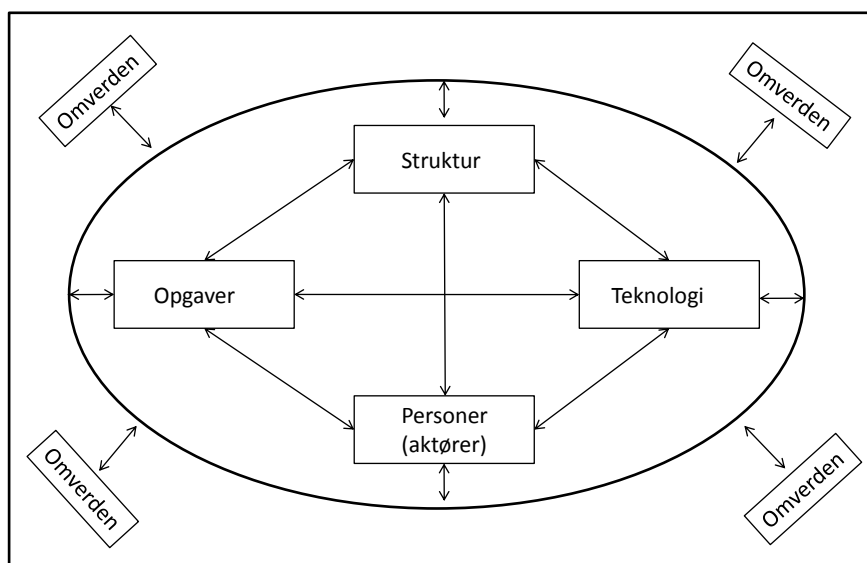 Omverden
Omverden
Struktur
Opgaver
Teknologi
Personer
(aktører)
Omverden
Omverden